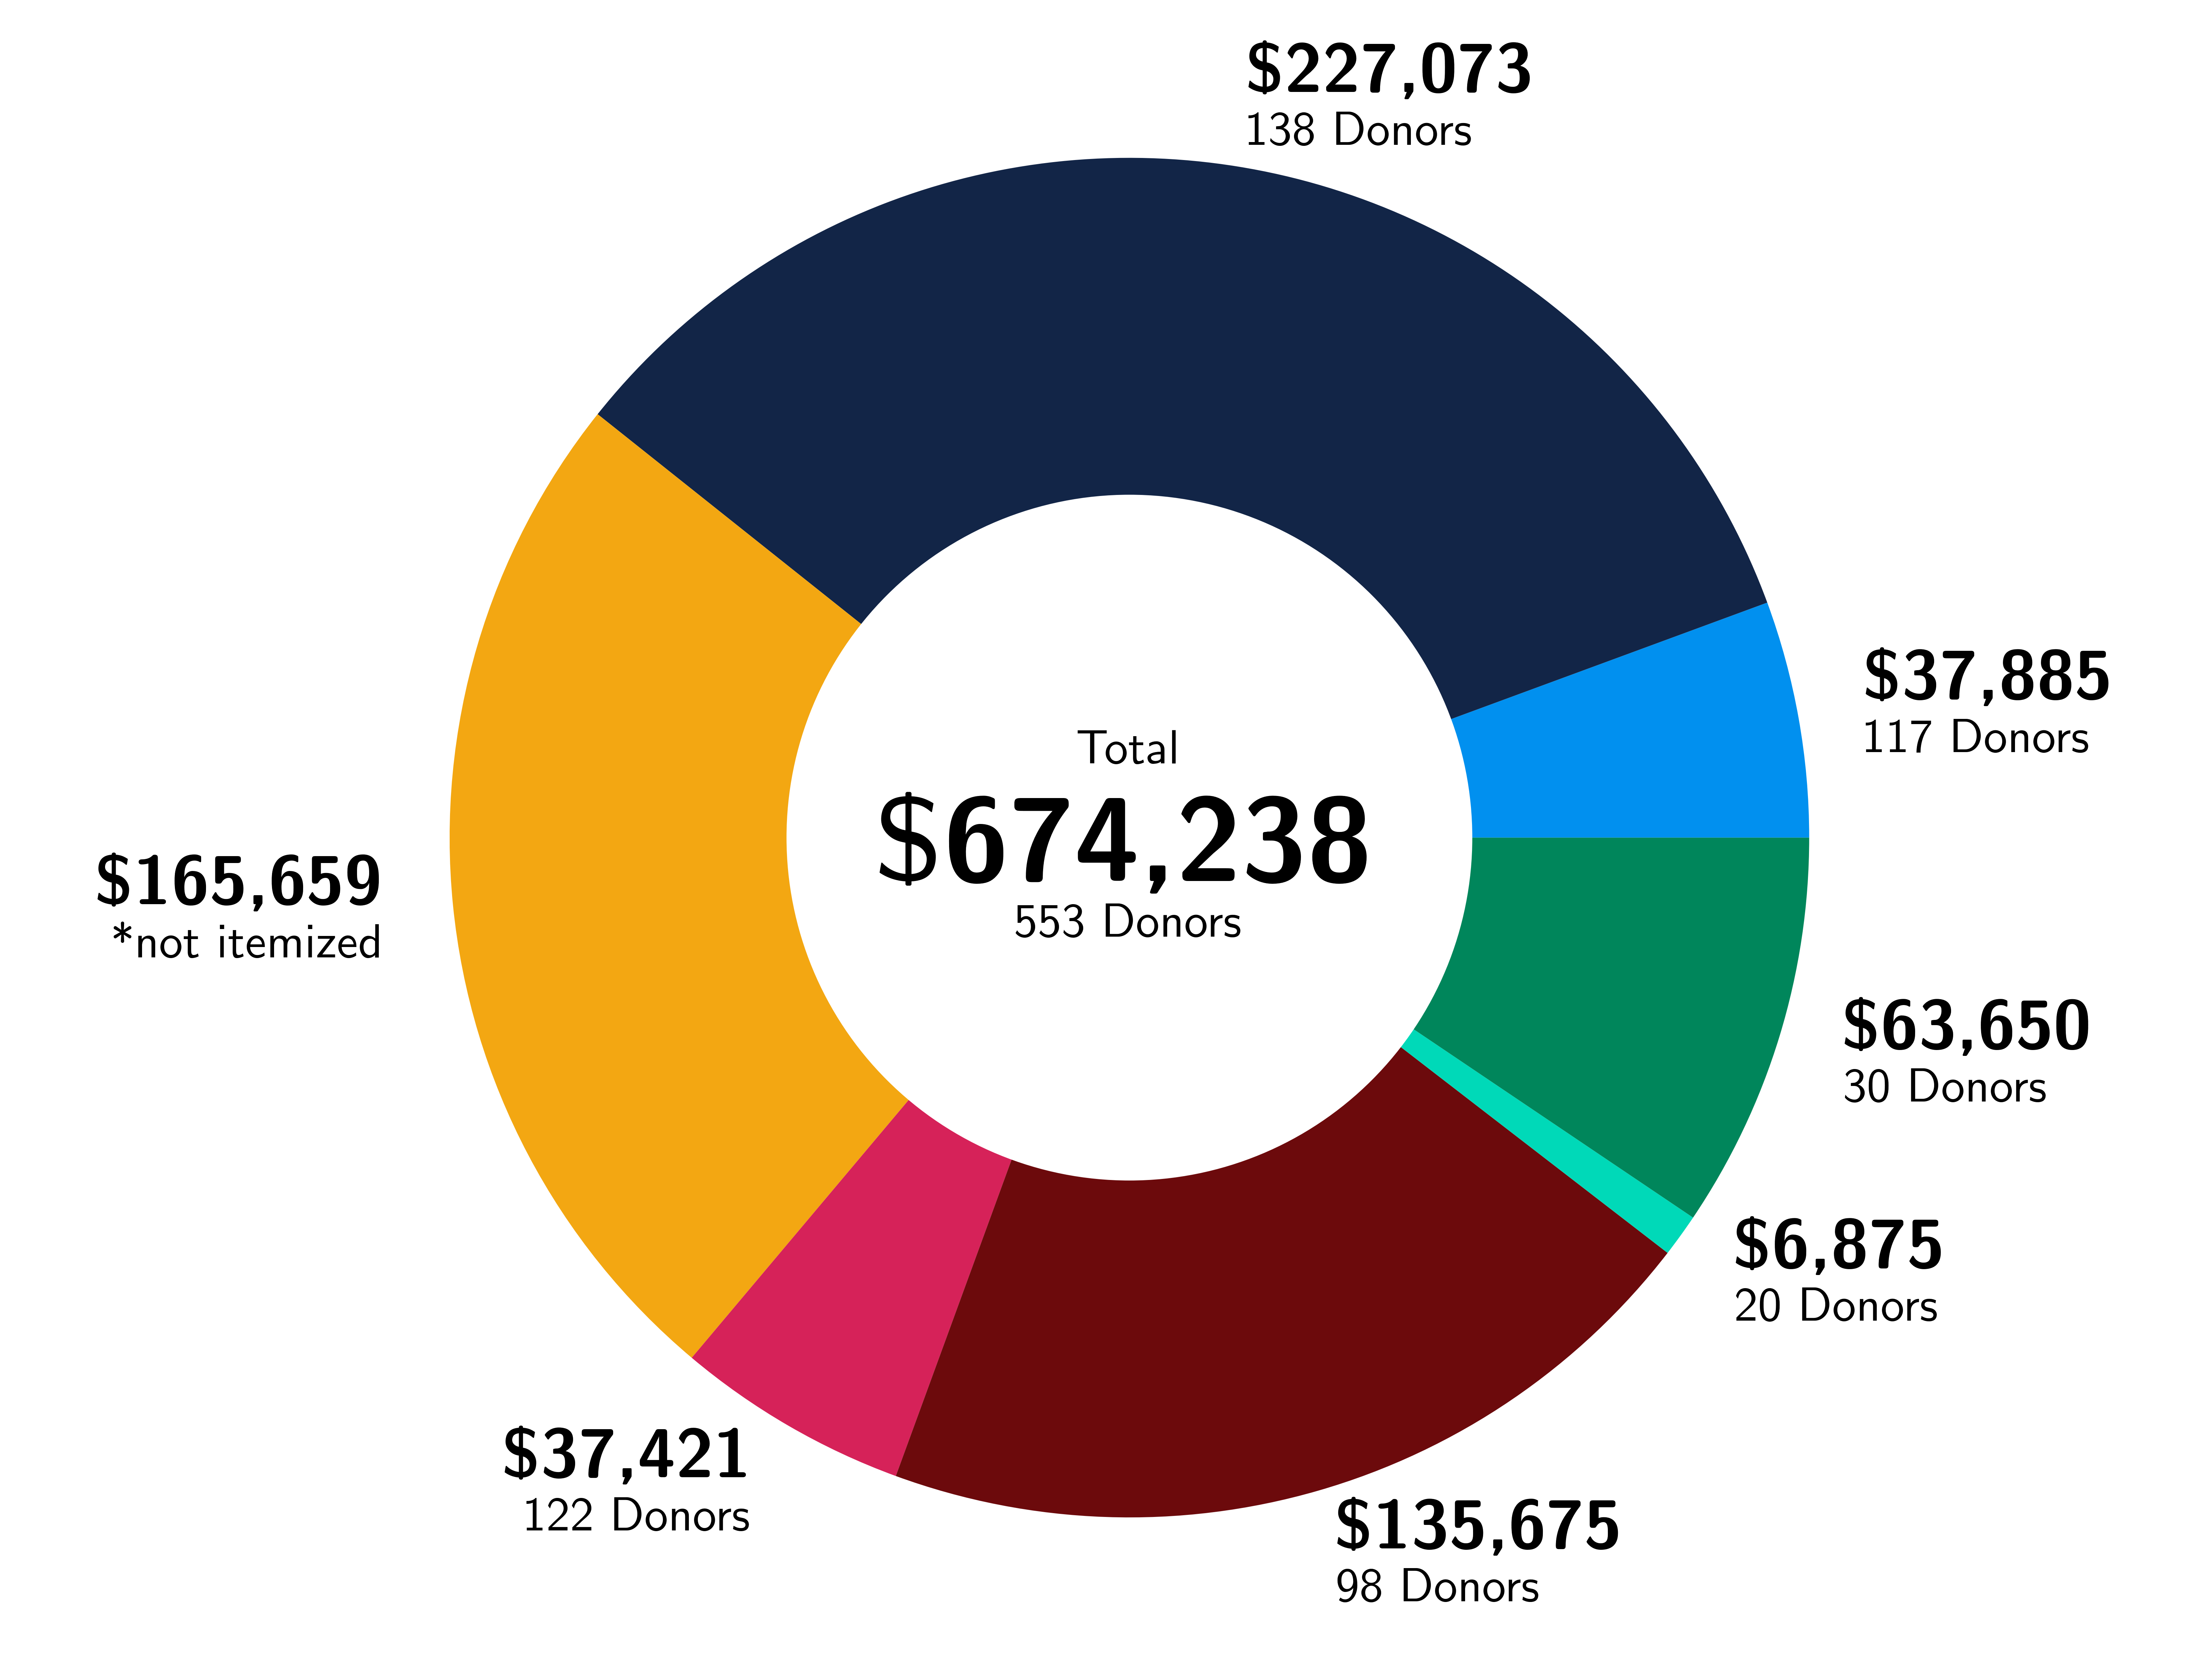 $227,073
138 Donors
$37,885
117 Donors
Total
$674,238
553 Donors
$165,659
*not itemized
$63,650
30 Donors
$6,875
20 Donors
$37,421
122 Donors
$135,675
98 Donors